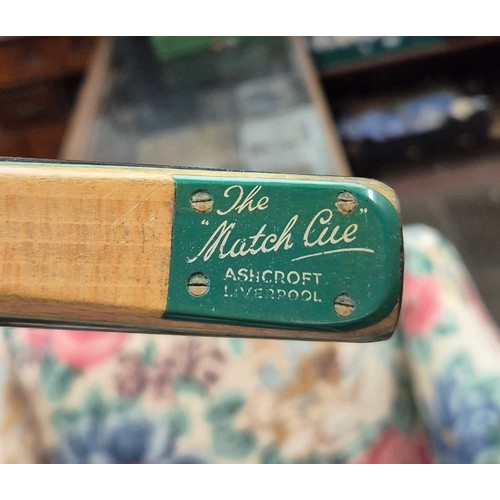 The
"Match Cue"
ASHCROFT
LIVERPOOL